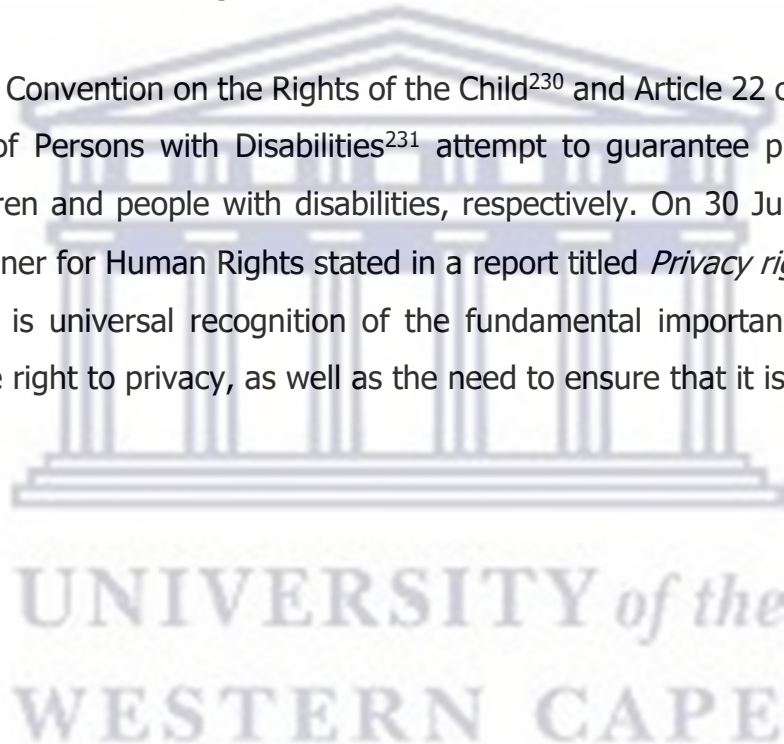 Convention on the Rights of the Child²³⁰ and Article 22
of Persons with Disabilities²³¹ attempt to guarantee p
ren and people with disabilities, respectively. On 30 Ju
ner for Human Rights stated in a report titled Privacy rig
is universal recognition of the fundamental importan
right to privacy, as well as the need to ensure that it is
UNIVERSITY of the
WESTERN CAPE